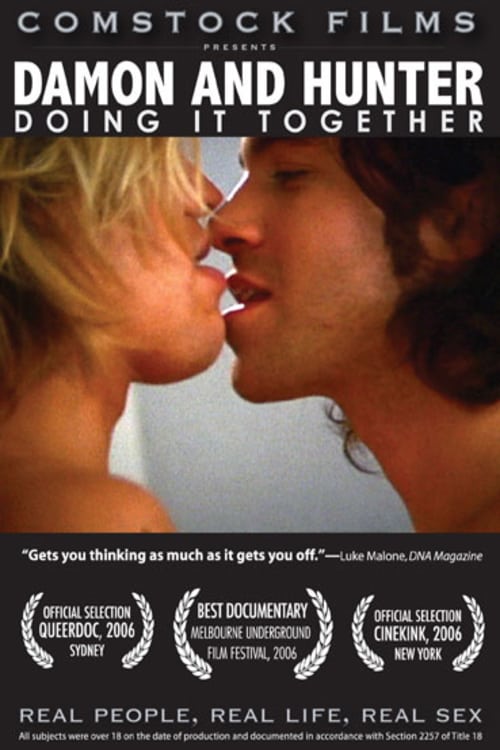 COMSTOCK FILMS
PRESENTS
DAMON AND HUNTER
DOING IT TOGETHER
“Gets you thinking as much as it gets you off.”—Luke Malone, DNA Magazine
OFFICIAL SELECTION
QUEERDOC, 2006
SYDNEY
BEST DOCUMENTARY
MELBOURNE UNDERGROUND
FILM FESTIVAL, 2006
OFFICIAL SELECTION
CINEKINK, 2006
NEW YORK
REAL PEOPLE, REAL LIFE, REAL SEX
All subjects were over 18 on the date of production and documented in accordance with Section 2257 of Title 18